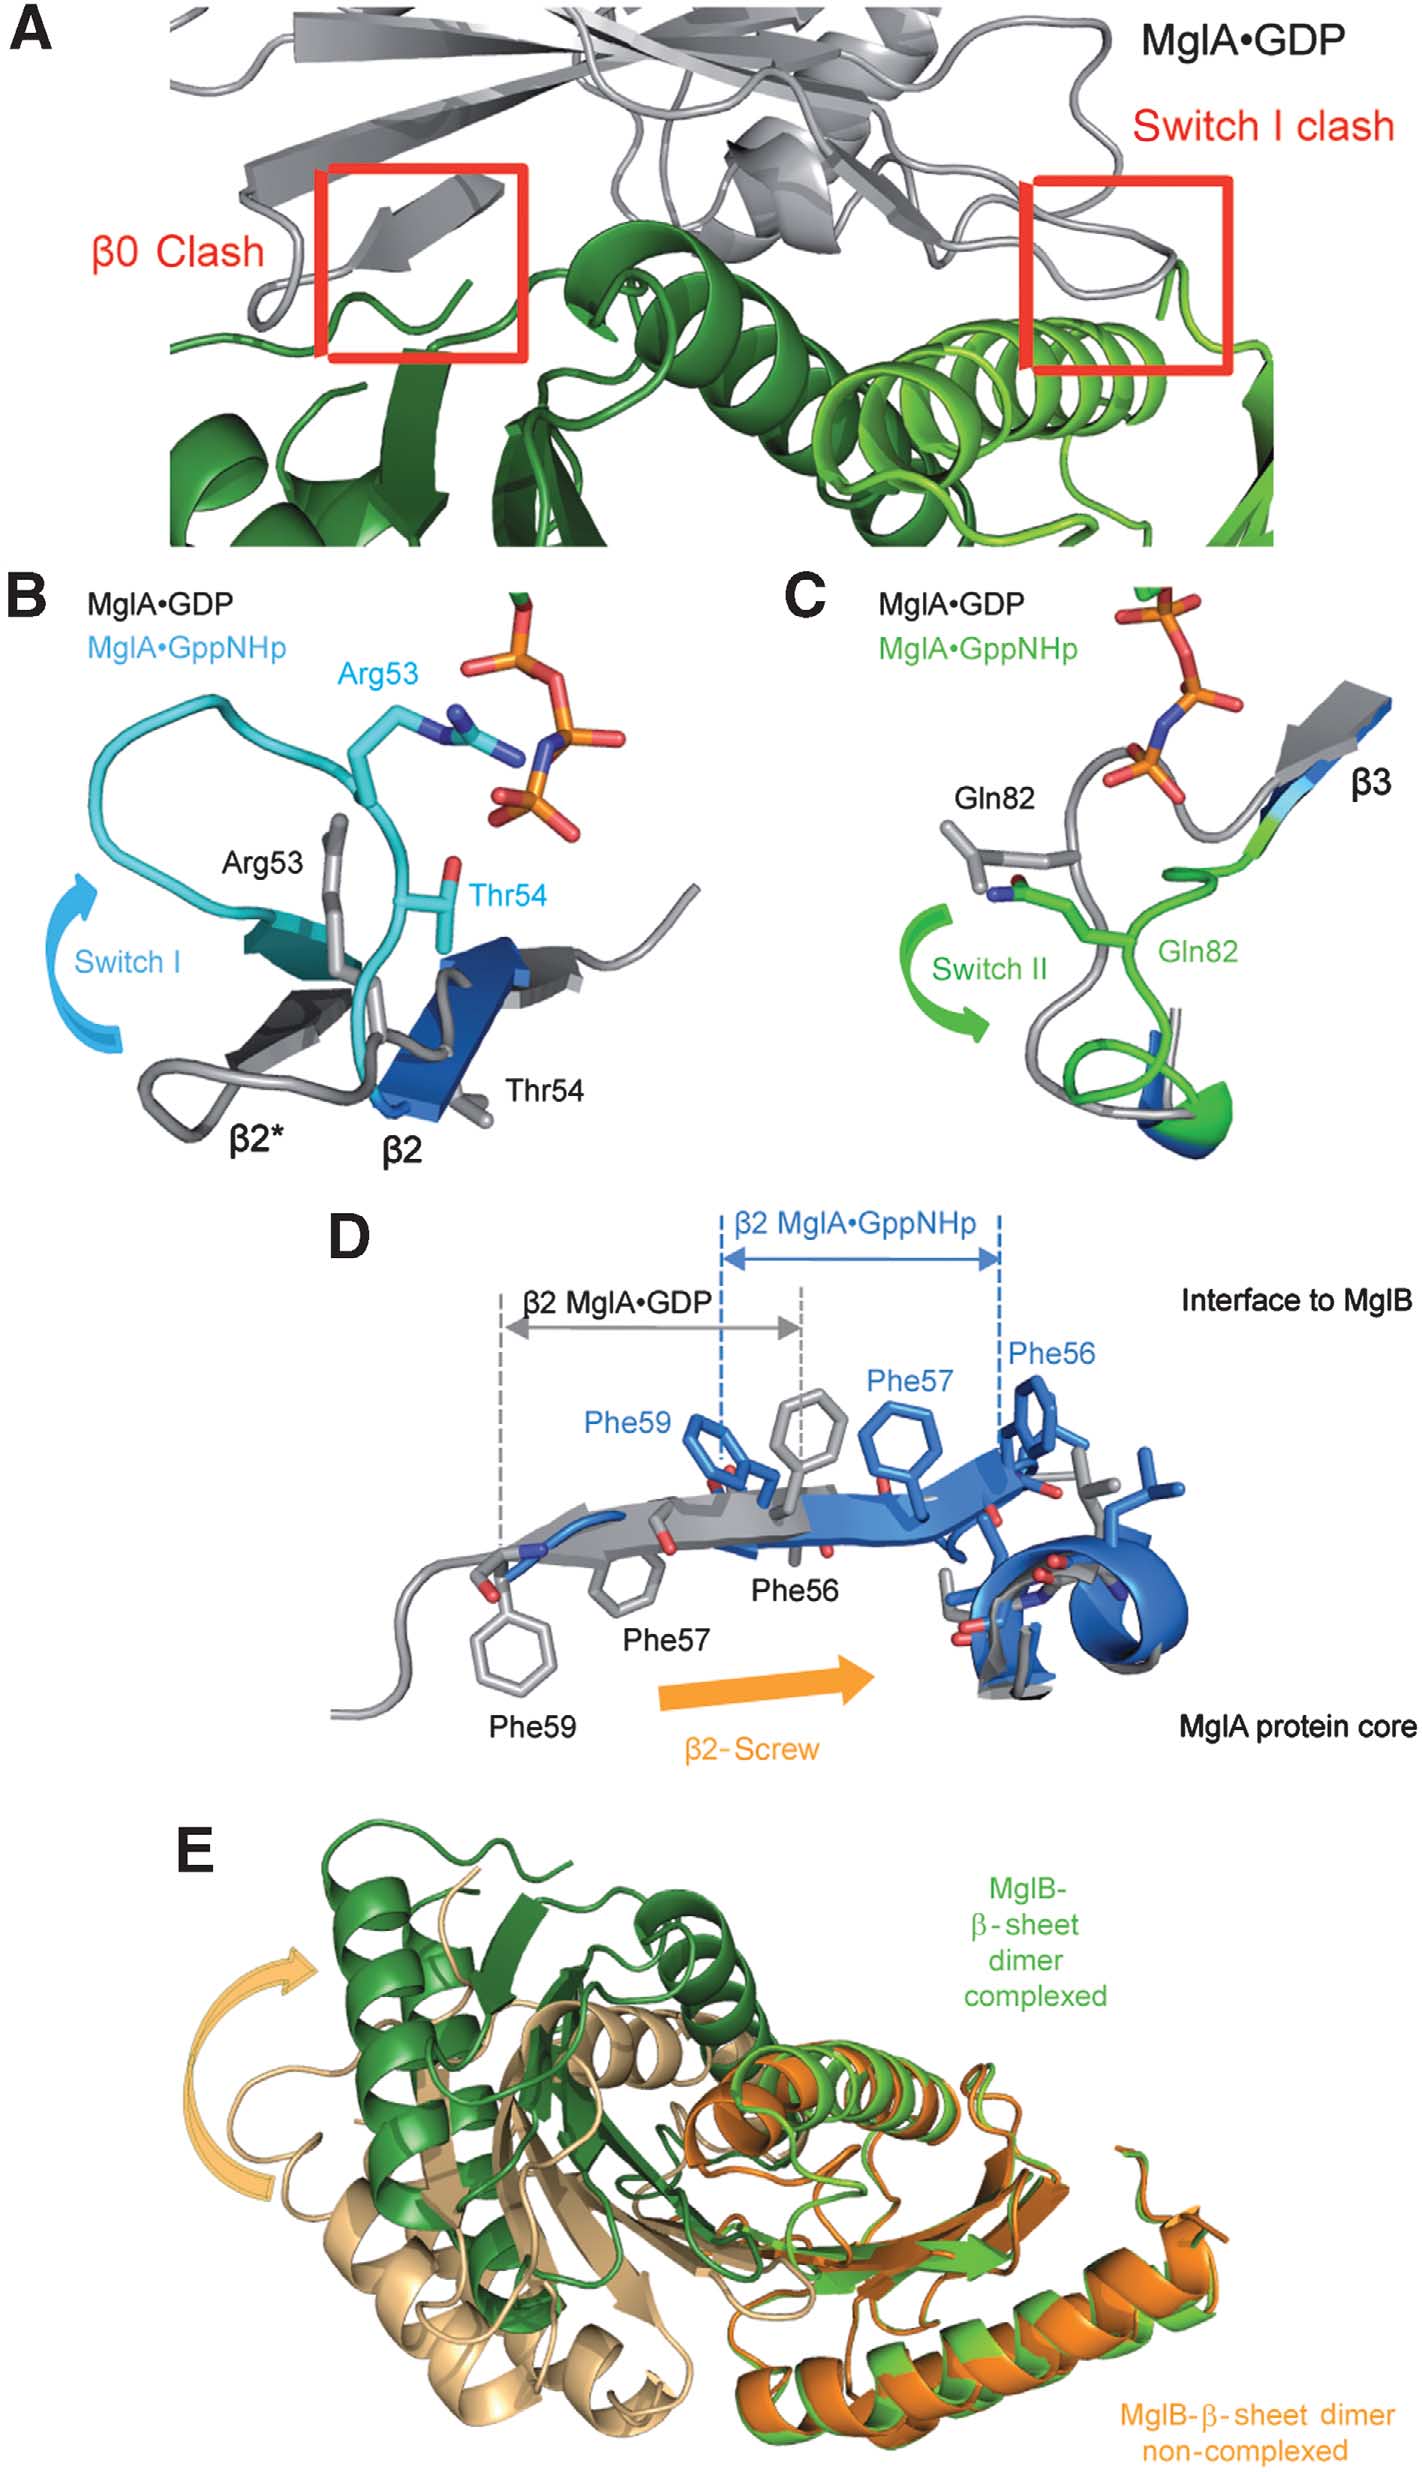 A
MglA•GDP
Switch I clash
β0 Clash
B
MglA•GDP
MglA•GppNHp
Arg53
Arg53
Thr54
Switch I
Thr54
β2*
β2
C
MglA•GDP
MglA•GppNHp
Gln82
β3
Gln82
Switch II
D
β2 MglA•GppNHp
β2 MglA•GDP
Interface to MglB
Phe56
Phe57
Phe59
Phe56
Phe57
Phe59
β2-Screw
MglA protein core
E
MglB-
β-sheet
dimer
complexed
MglB-β-sheet dimer
non-complexed